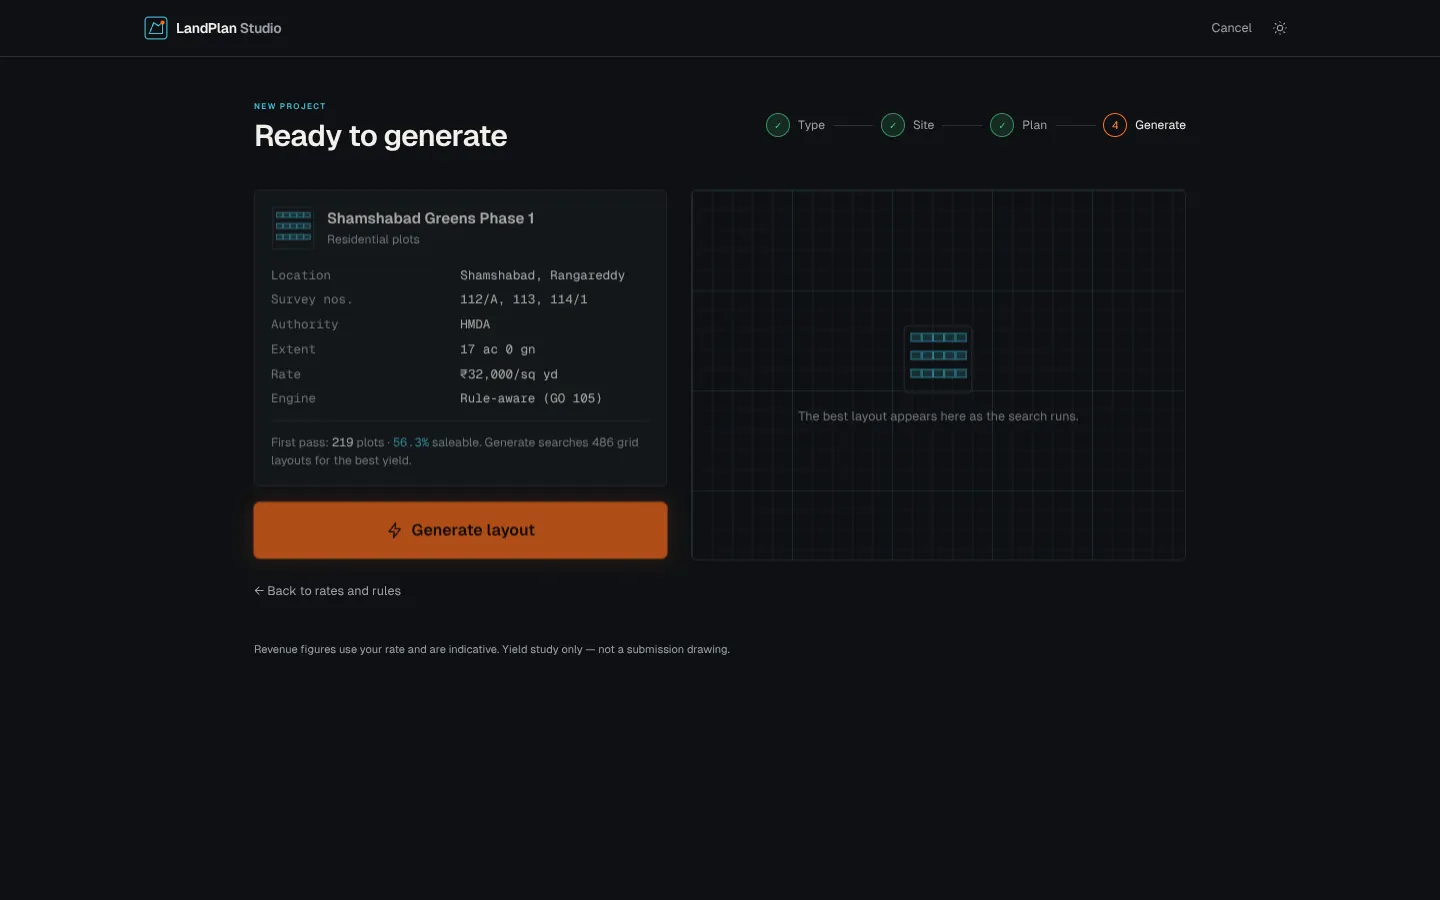 LandPlan Studio
Cancel
NEW PROJECT
Ready to generate
✓ Type
✓ Site
✓ Plan
4 Generate
Shamshabad Greens Phase 1
Residential plots
Location Shamshabad, Rangareddy
Survey nos. 112/A, 113, 114/1
Authority HMDA
Extent 17 ac 0 gn
Rate ₹32,000/sq yd
Engine Rule-aware (GO 105)
First pass: 219 plots · 56.3% saleable. Generate searches 486 grid
layouts for the best yield.
Generate layout
The best layout appears here as the search runs.
← Back to rates and rules
Revenue figures use your rate and are indicative. Yield study only — not a submission drawing.